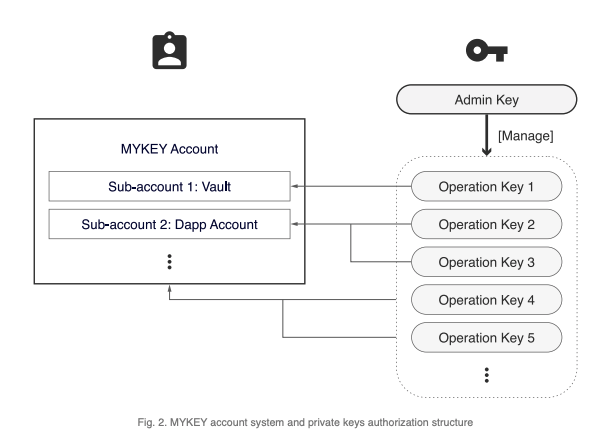 Admin Key
[Manage]
MYKEY Account
Sub-account 1: Vault
Operation Key 1
Sub-account 2: Dapp Account
Operation Key 2
Operation Key 3
Operation Key 4
Operation Key 5
Fig. 2. MYKEY account system and private keys authorization structure